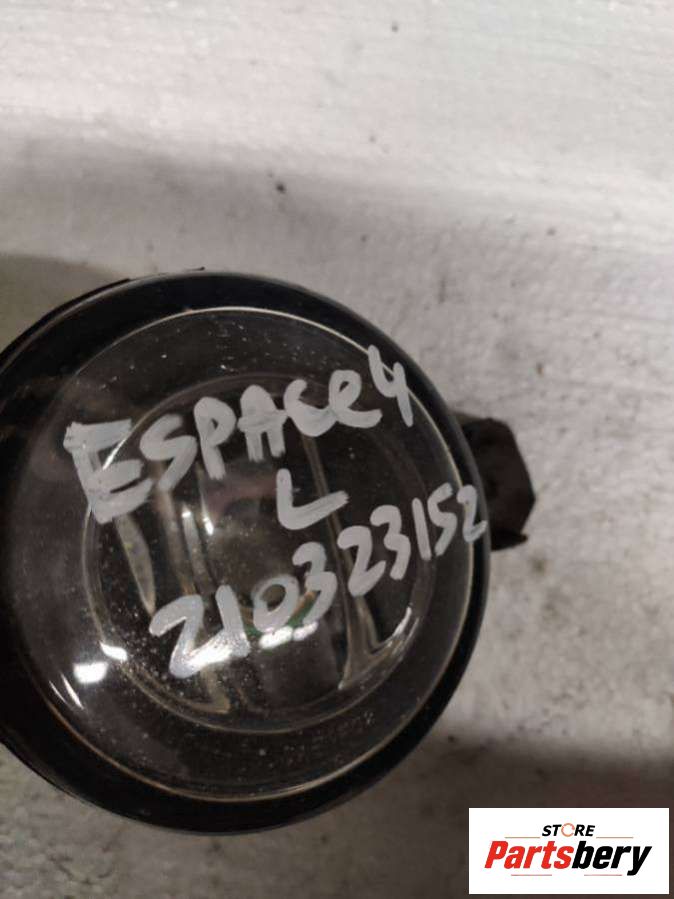 ESPACe4
L
210323152
STORE
Partsbery